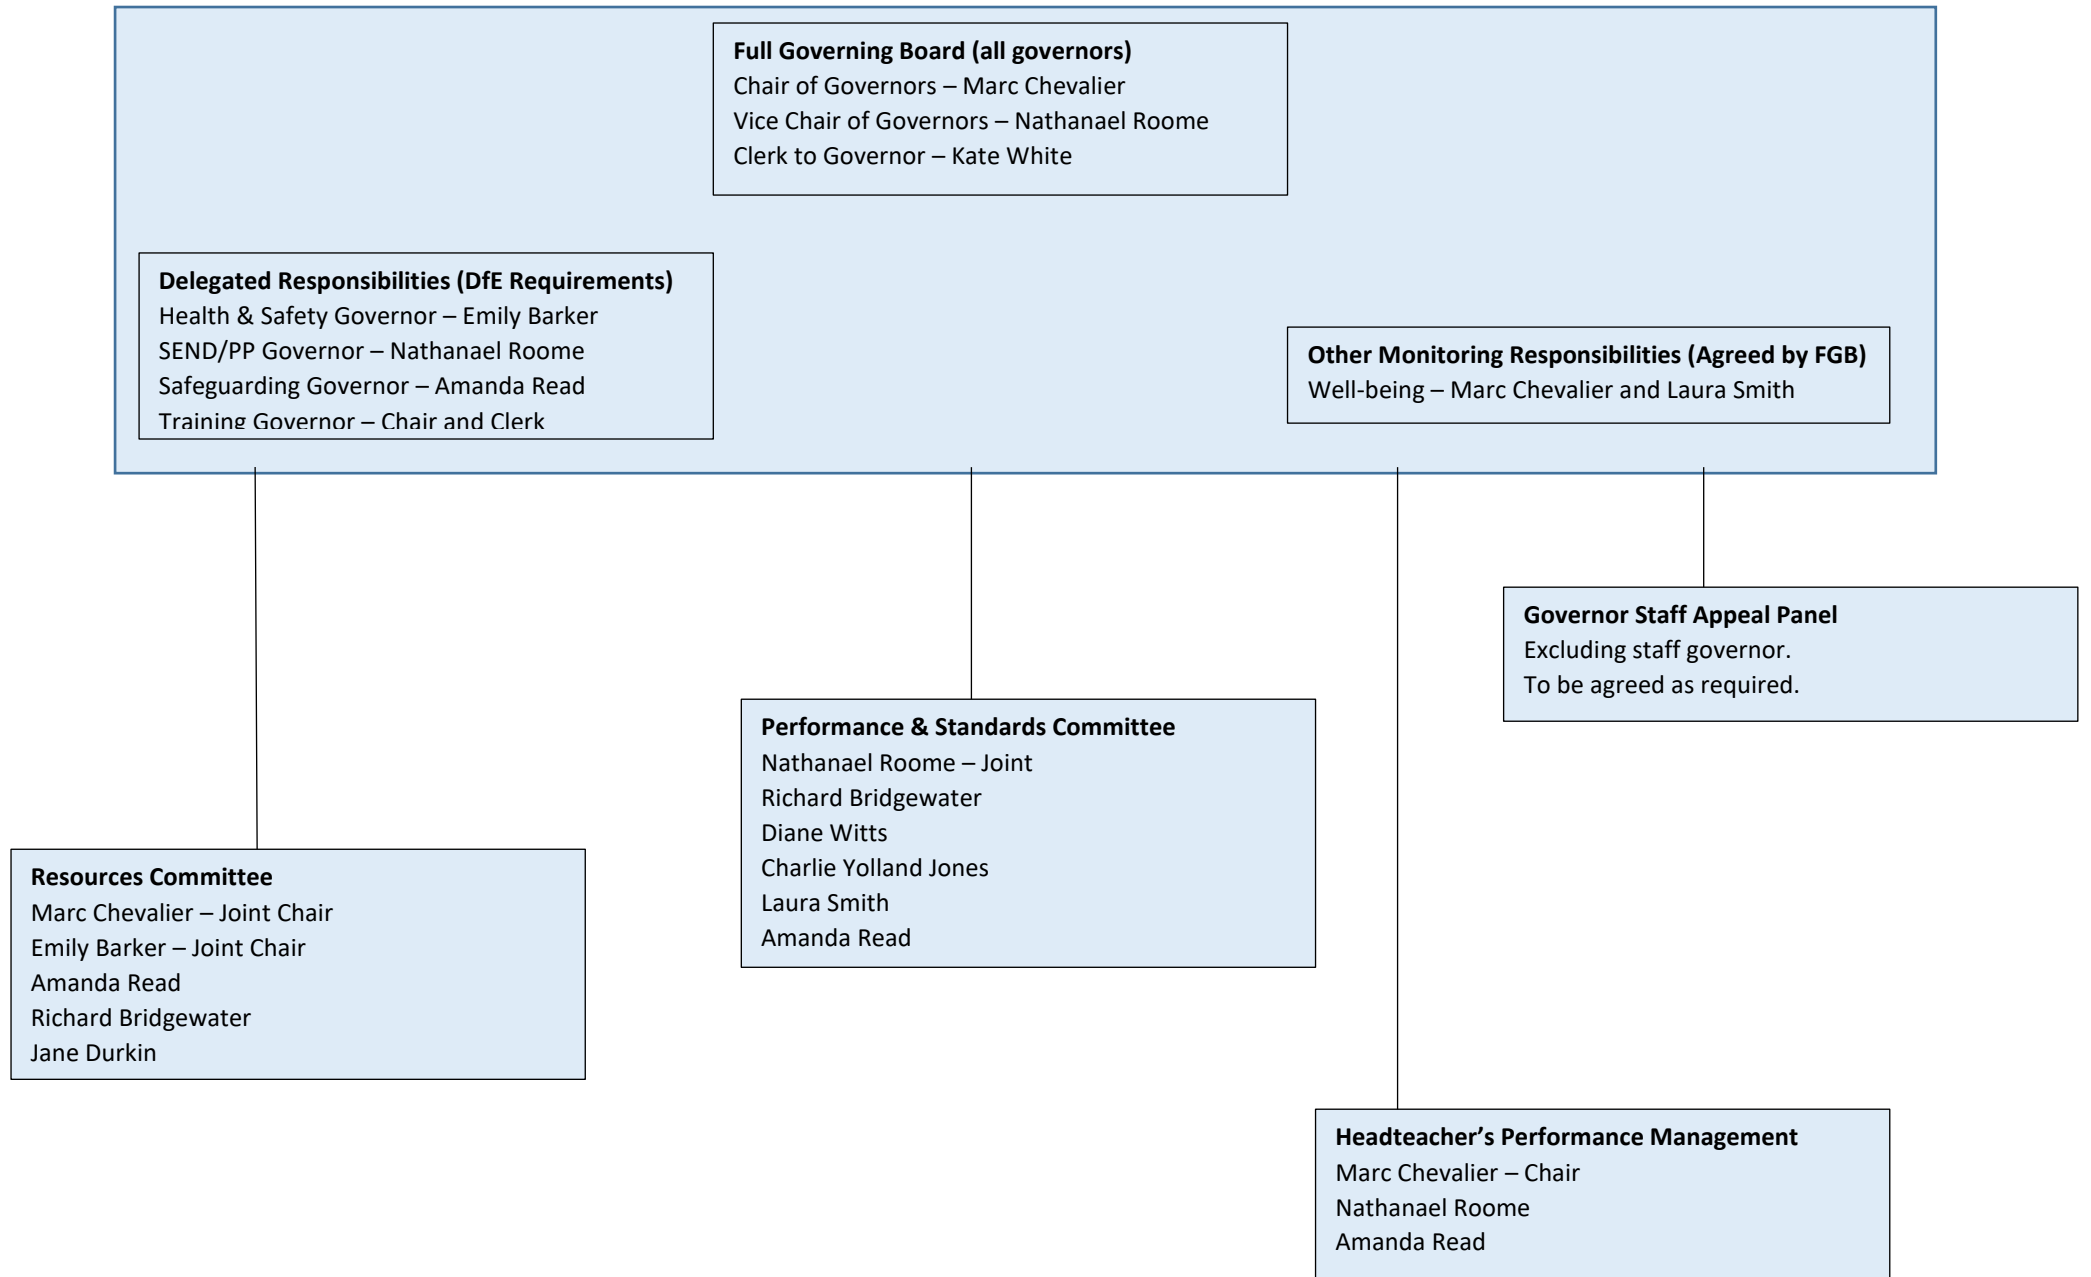 Full Governing Board (all governors)
Chair of Governors – Marc Chevalier
Vice Chair of Governors – Nathanael Roome
Clerk to Governor – Kate White
Delegated Responsibilities (DfE Requirements)
Health & Safety Governor – Emily Barker
SEND/PP Governor – Nathanael Roome
Safeguarding Governor – Amanda Read
Training Governor – Chair and Clerk
Other Monitoring Responsibilities (Agreed by FGB)
Well-being – Marc Chevalier and Laura Smith
Governor Staff Appeal Panel
Excluding staff governor.
To be agreed as required.
Performance & Standards Committee
Nathanael Roome – Joint
Richard Bridgewater
Diane Witts
Charlie Yolland Jones
Laura Smith
Amanda Read
Resources Committee
Marc Chevalier – Joint Chair
Emily Barker – Joint Chair
Amanda Read
Richard Bridgewater
Jane Durkin
Headteacher’s Performance Management
Marc Chevalier – Chair
Nathanael Roome
Amanda Read